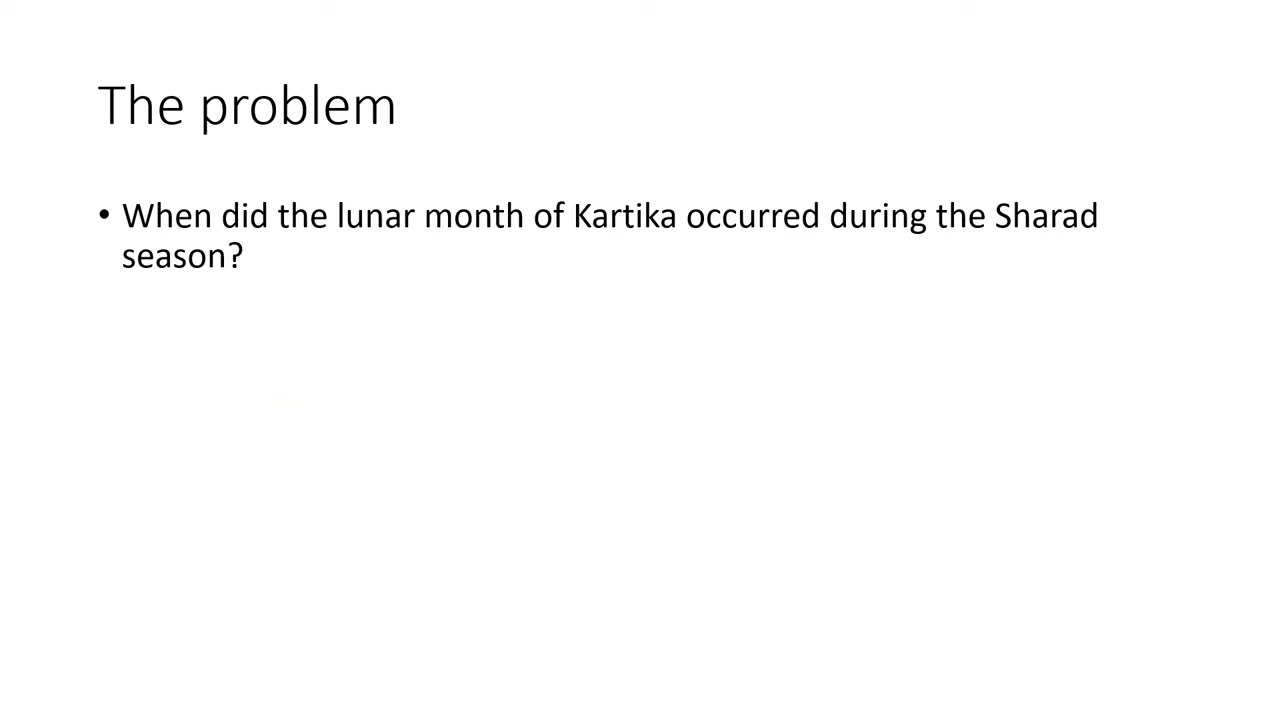 The problem
• When did the lunar month of Kartika occurred during the Sharad
season?